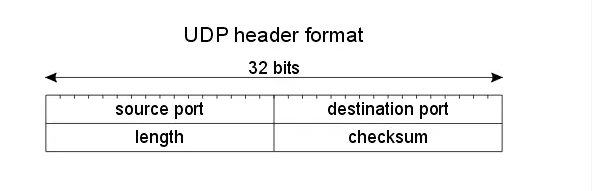 UDP header format
32 bits
source port destination port
length checksum